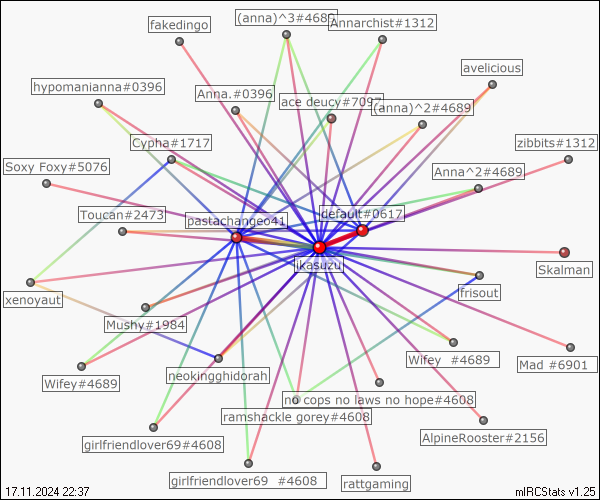 (anna)^3#4689
fakedingo
Annarchist#1312
avelicious
hypomanianna#0396
Anna.#0396
ace deucy#7097
(anna)^2#4689
Cypha#1717
zibbits#1312
Soxy Foxy#5076
Anna^2#4689
Toucan#2473
pastachangeo41
default#0617
ikasuzu
Skalman
xenoyaut
frisout
Mushy#1984
Wifey #4689
Mad #6901
Wifey#4689
neokingghidorah
no cops no laws no hope#4608
ramshackle gorey#4608
girlfriendlover69#4608
AlpineRooster#2156
girlfriendlover69 #4608
rattgaming
17.11.2024 22:37
mIRCStats v1.25